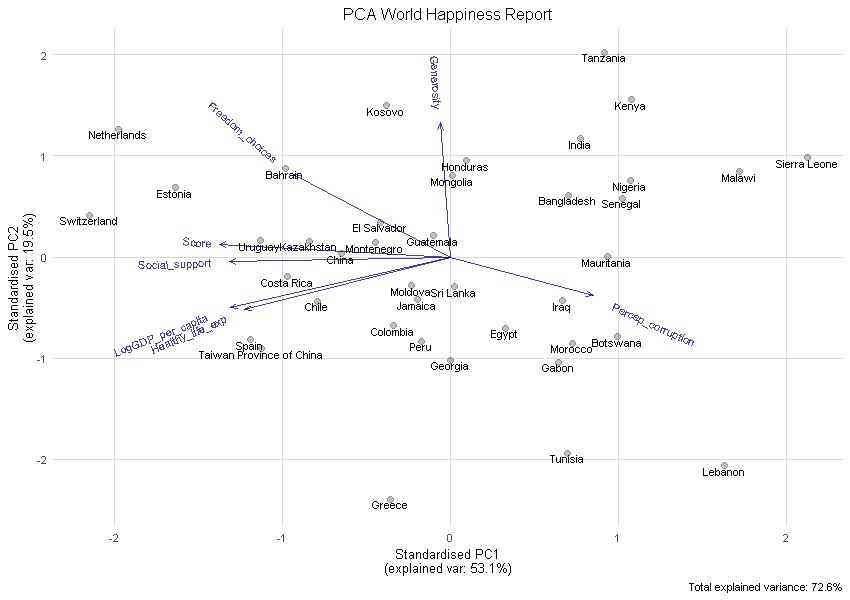 PCA World Happiness Report
2
1
0
-1
-2
Standardised PC2
(explained var: 19.5%)
Tanzania
Generosity
Kosovo
Kenya
Freedom_choices
Netherlands
India
Honduras
Sierra Leone
Bahrain
Mongolia
Malawi
Estonia
Nigeria
Bangladesh
Senegal
Switzerland
El Salvador
Score
Uruguay
Kazakhstan
Montenegro
Guatemala
China
Social_support
Mauritania
Costa Rica
Moldova
Sri Lanka
Chile
Jamaica
Iraq
Percep_corruption
LogGDP_per_capita
Healthy_life_exp
Colombia
Egypt
Spain
Peru
Morocco
Botswana
Taiwan Province of China
Georgia
Gabon
Tunisia
Lebanon
Greece
-2
-1
0
1
2
Standardised PC1
(explained var: 53.1%)
Total explained variance: 72.6%